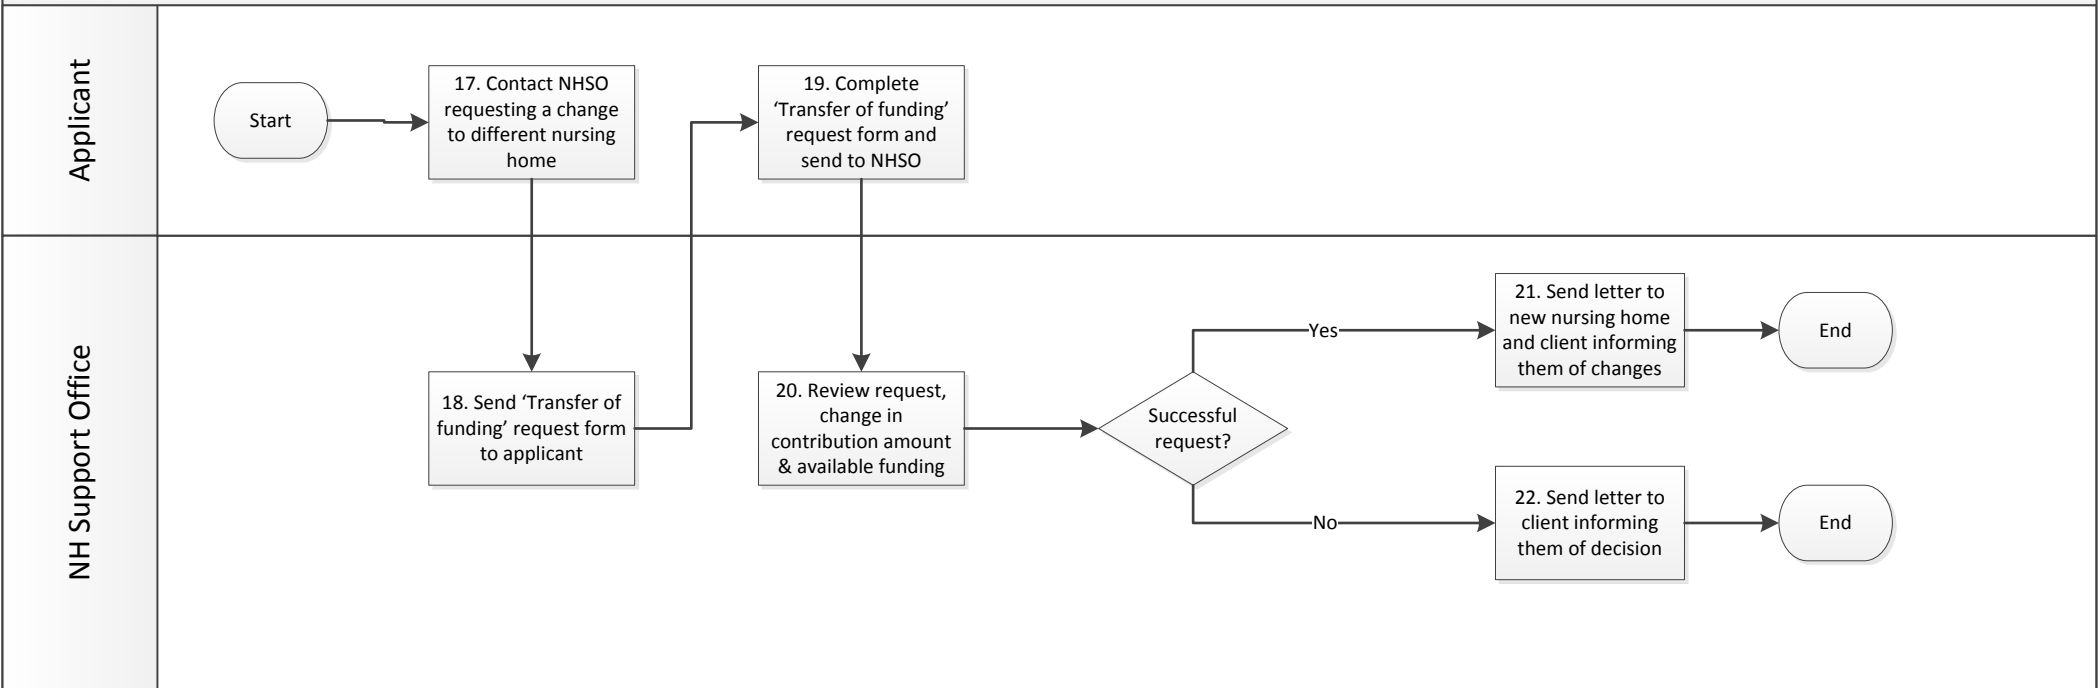 Applicant
Start
17. Contact NHSO
requesting a change
to different nursing
home
19. Complete
‘Transfer of funding’
request form and
send to NHSO
NH Support Office
18. Send ‘Transfer of
funding’ request form
to applicant
20. Review request,
change in
contribution amount
& available funding
Successful
request?
Yes
21. Send letter to
new nursing home
and client informing
them of changes
End
No
22. Send letter to
client informing
them of decision
End